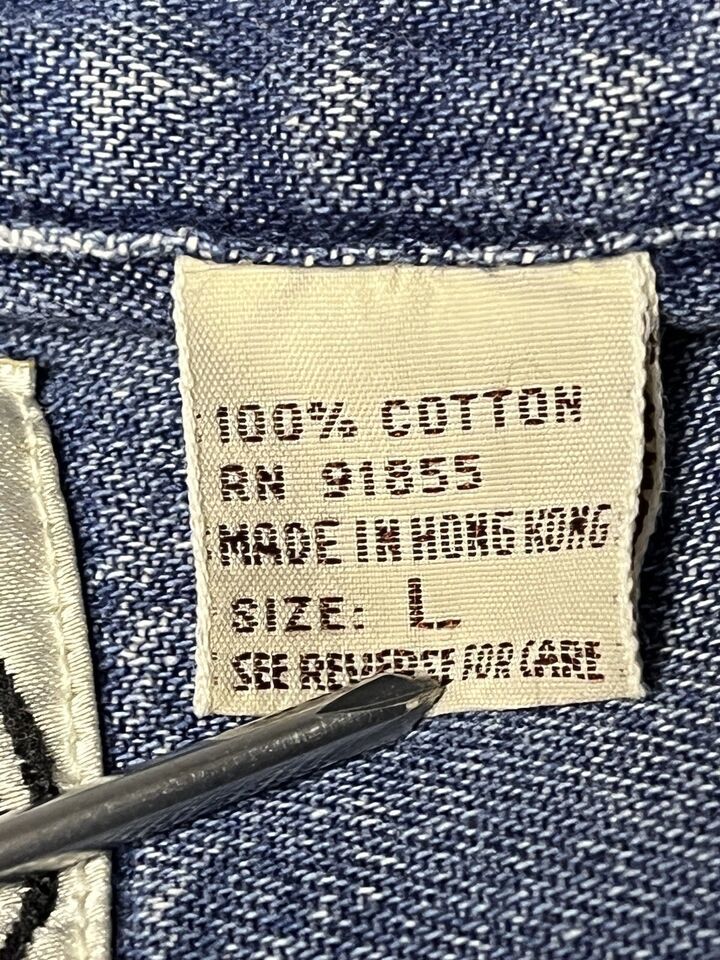 100% COTTON
RN 91855
MADE IN HONG KONG
SIZE: L
SEE REVERSE FOR CARE